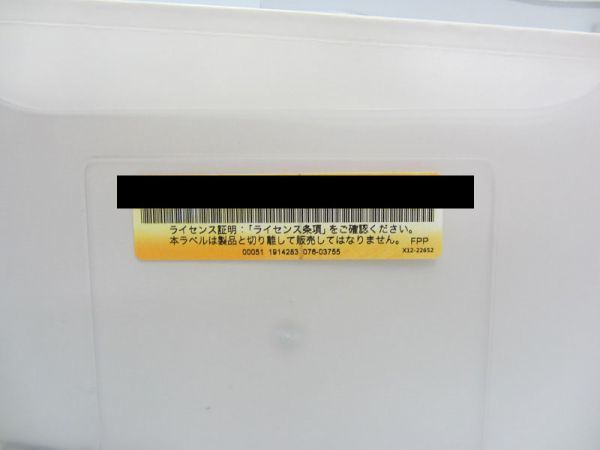 ライセンス証明:「ライセンス条項」をご確認ください。
本ラベルは製品と切り離して販売してはなりません。 FPP
00051 1914283 076-03755 X12-22652